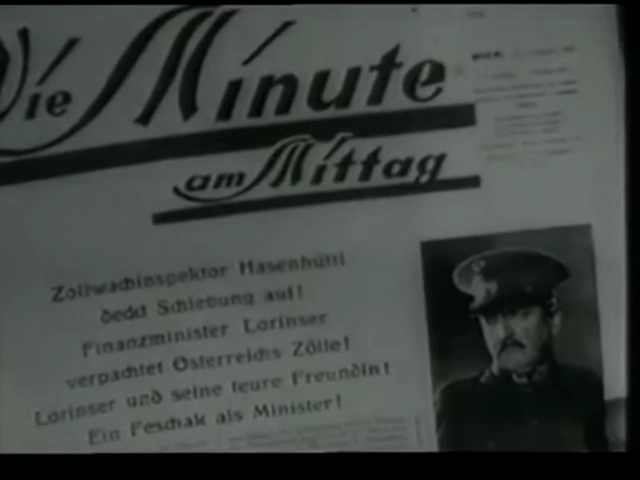 Die Minute
am Mittag
Zollwachinspektor Hasenhüttl
deckt Schiebung auf!
Finanzminister Lorinser
verpachtet Österreichs Zölle!
Lorinser und seine teure Freundin!
Ein Feschak als Minister!